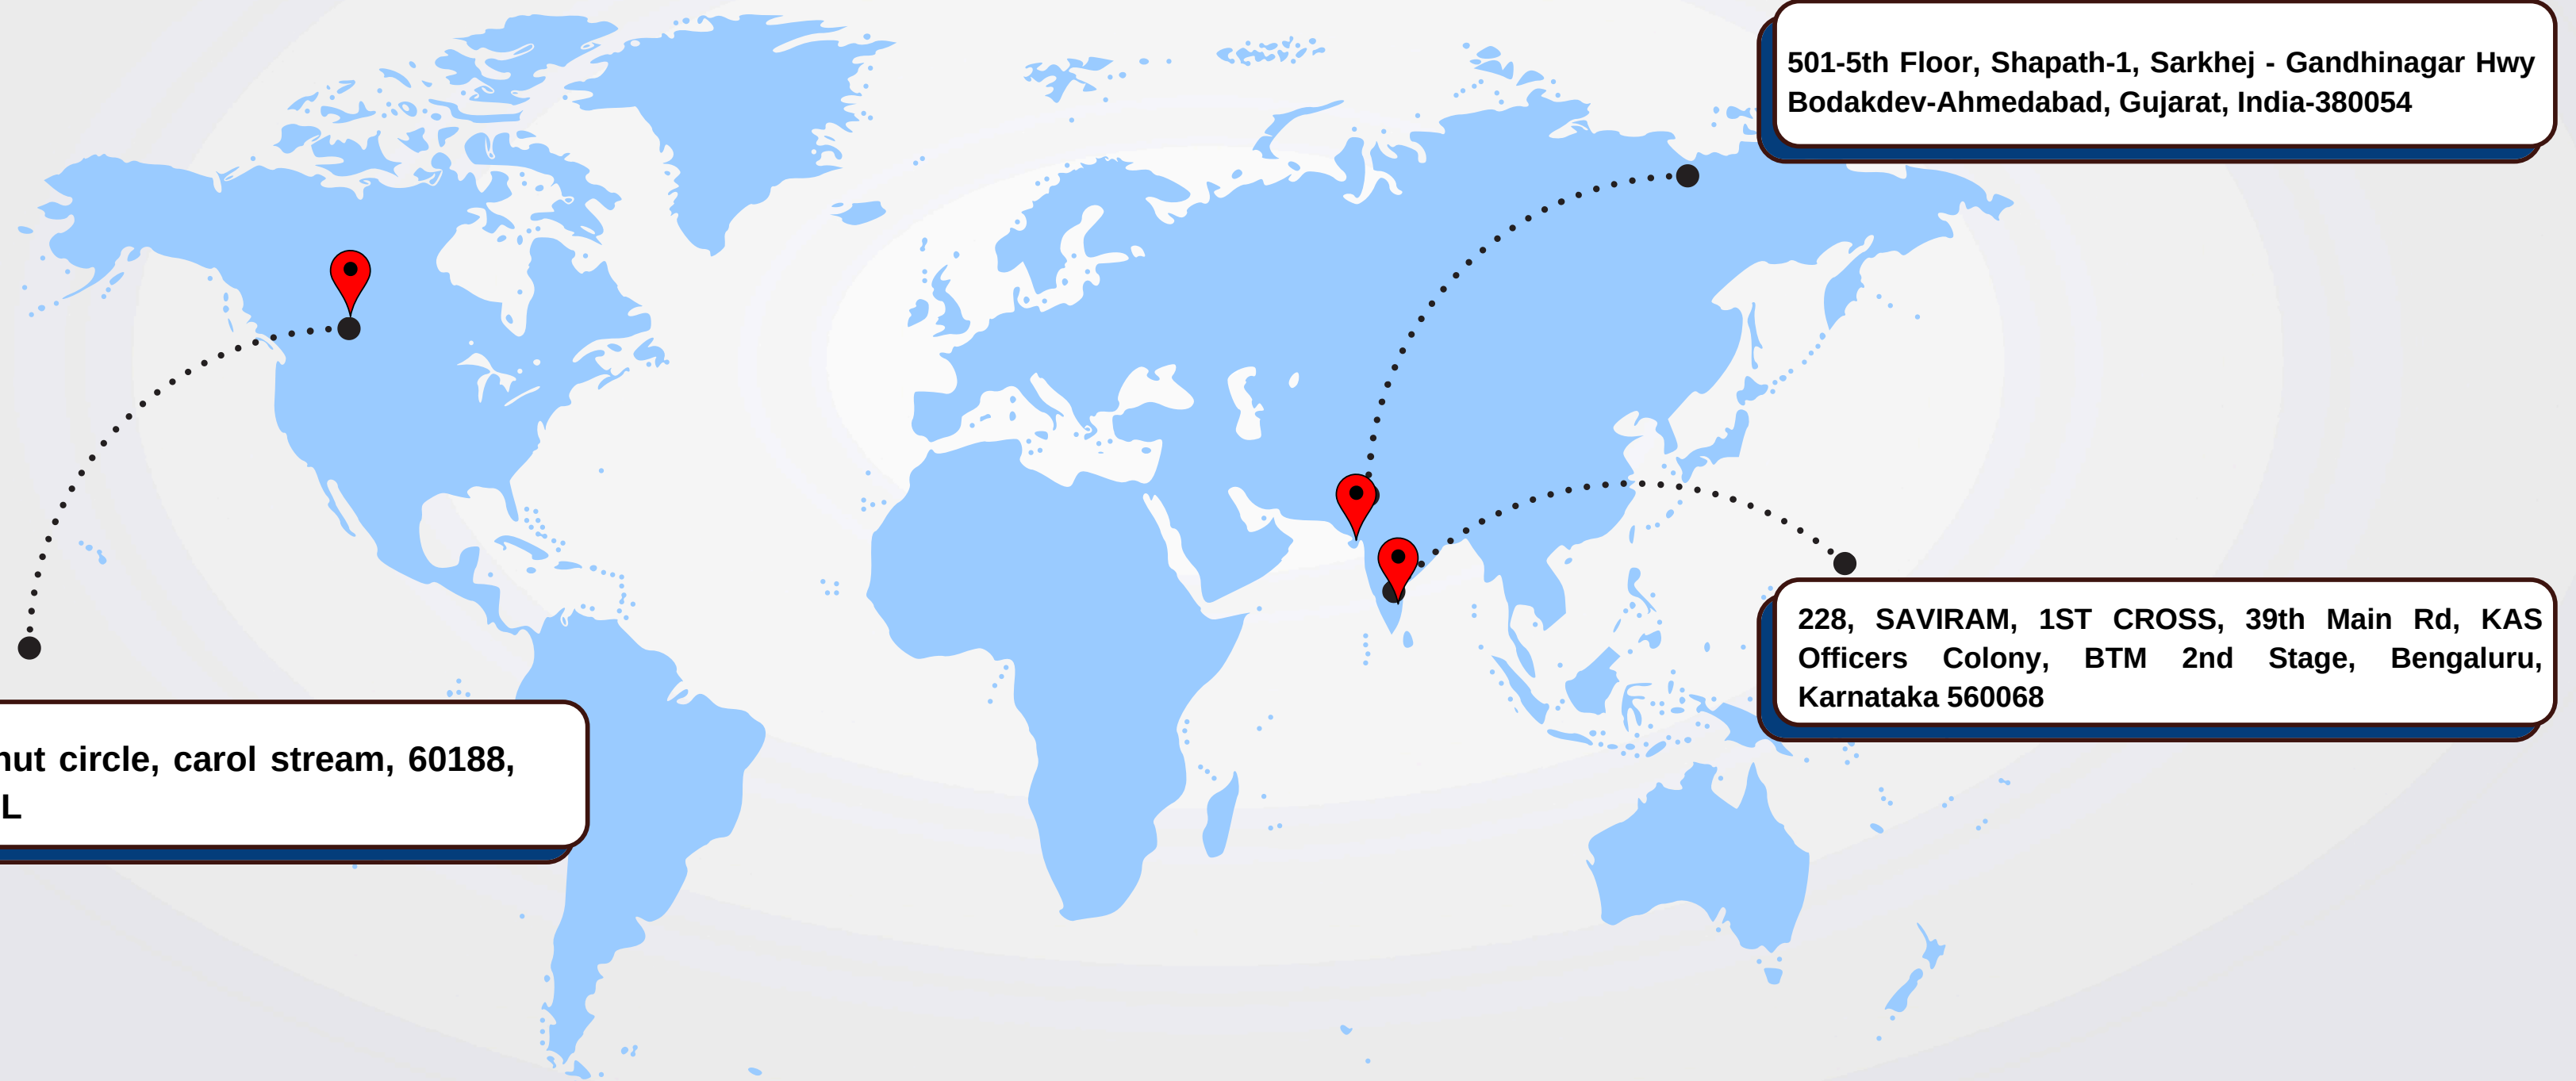 501-5th Floor, Shapath-1, Sarkhej - Gandhinagar Hwy
Bodakdev-Ahmedabad, Gujarat, India-380054
228, SAVIRAM, 1ST CROSS, 39th Main Rd, KAS
Officers Colony, BTM 2nd Stage, Bengaluru,
Karnataka 560068
circle, carol stream, 60188,